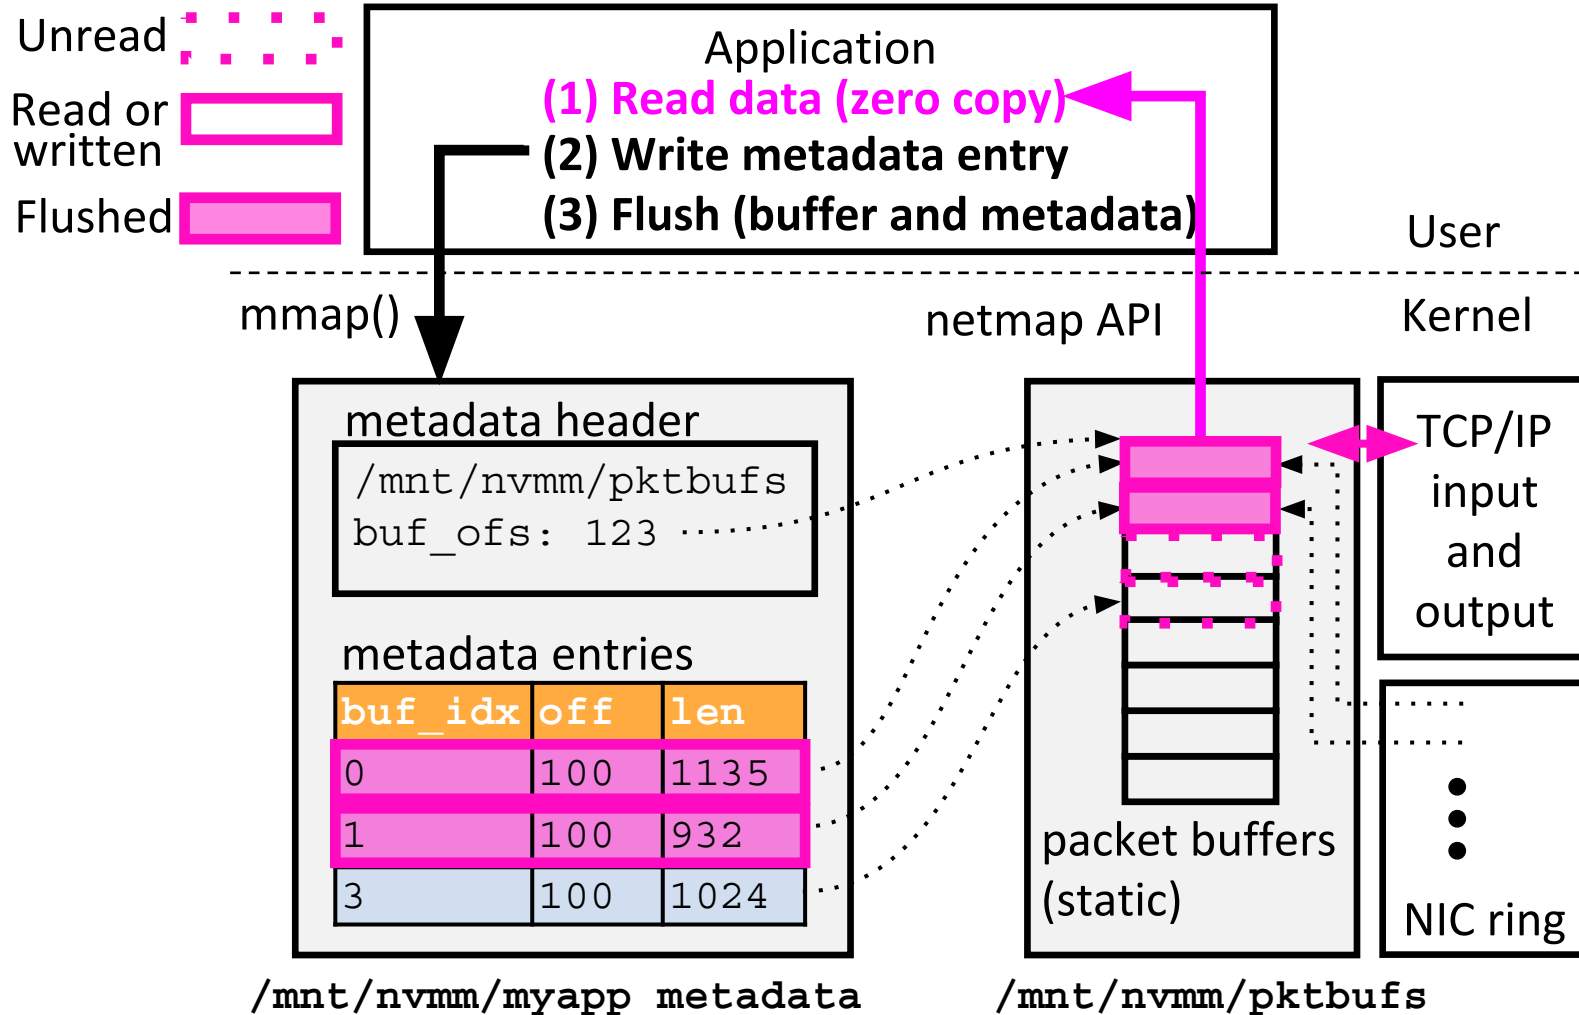 Unread
Read or
written
Flushed
Application
(1) Read data (zero copy)
(2) Write metadata entry
(3) Flush (buffer and metadata)
User
mmap()
netmap API
Kernel
metadata header
/mnt/nvmm/pktbufs
buf_ofs: 123
metadata entries
buf_idx off len
0 100 1135
1 100 932
3 100 1024
/mnt/nvmm/myapp metadata
packet buffers
(static)
/mnt/nvmm/pktbufs
TCP/IP
input
and
output
NIC ring